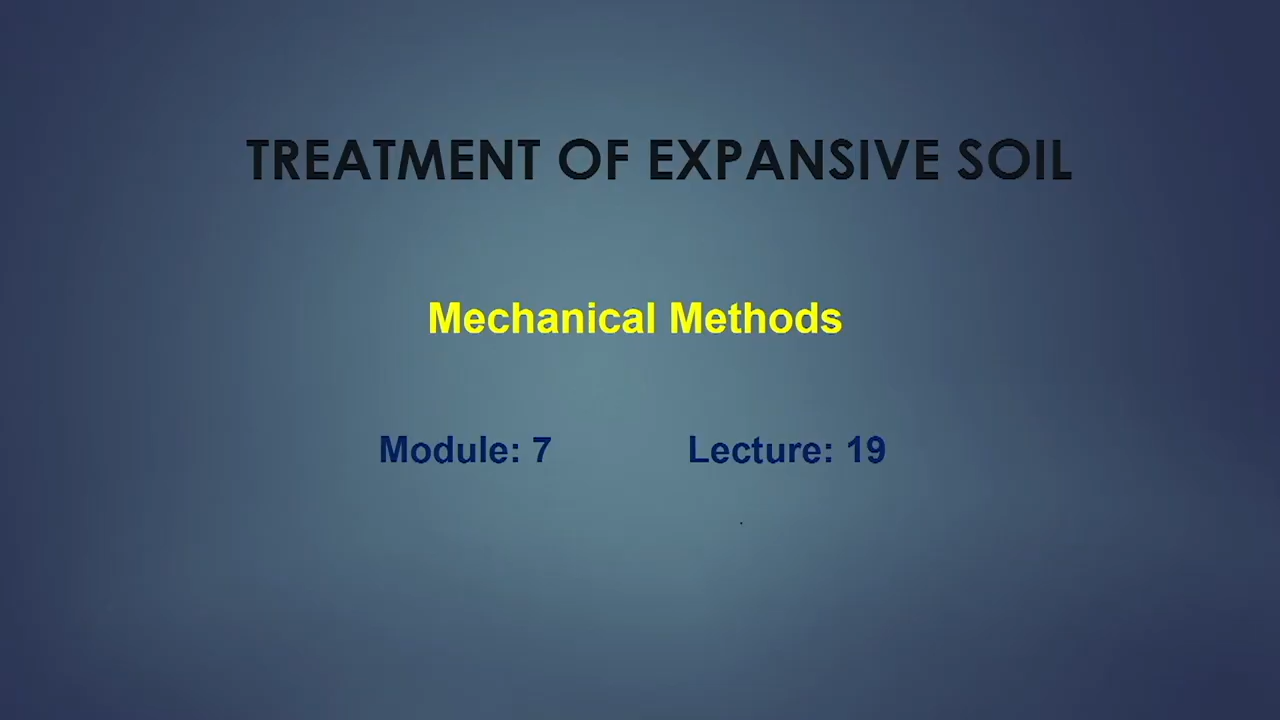 TREATMENT OF EXPANSIVE SOIL
Mechanical Methods
Module: 7 Lecture: 19